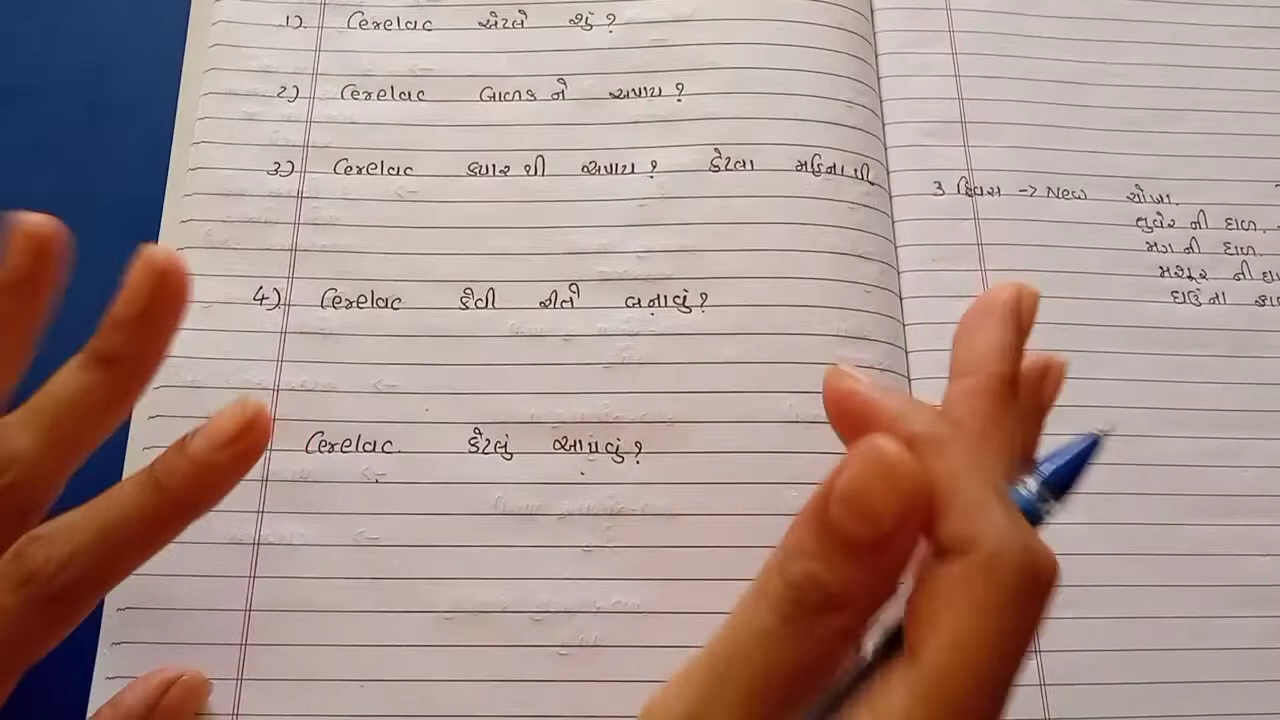 1). Cerelac એટલે શું?
2) Cerelac બાળક ને અપાય?
3) Cerelac ક્યાર થી અપાય? કેટલા મહિના થી
4). Cerelac કેવી રીતે બનાવું?
Cerelac. કેટલું આપવું?
3 દિવસ -> New ચોખા.
તુવેર ની દાળ.
મગ ની દાળ.
મસૂર ની
ઘઉં ના